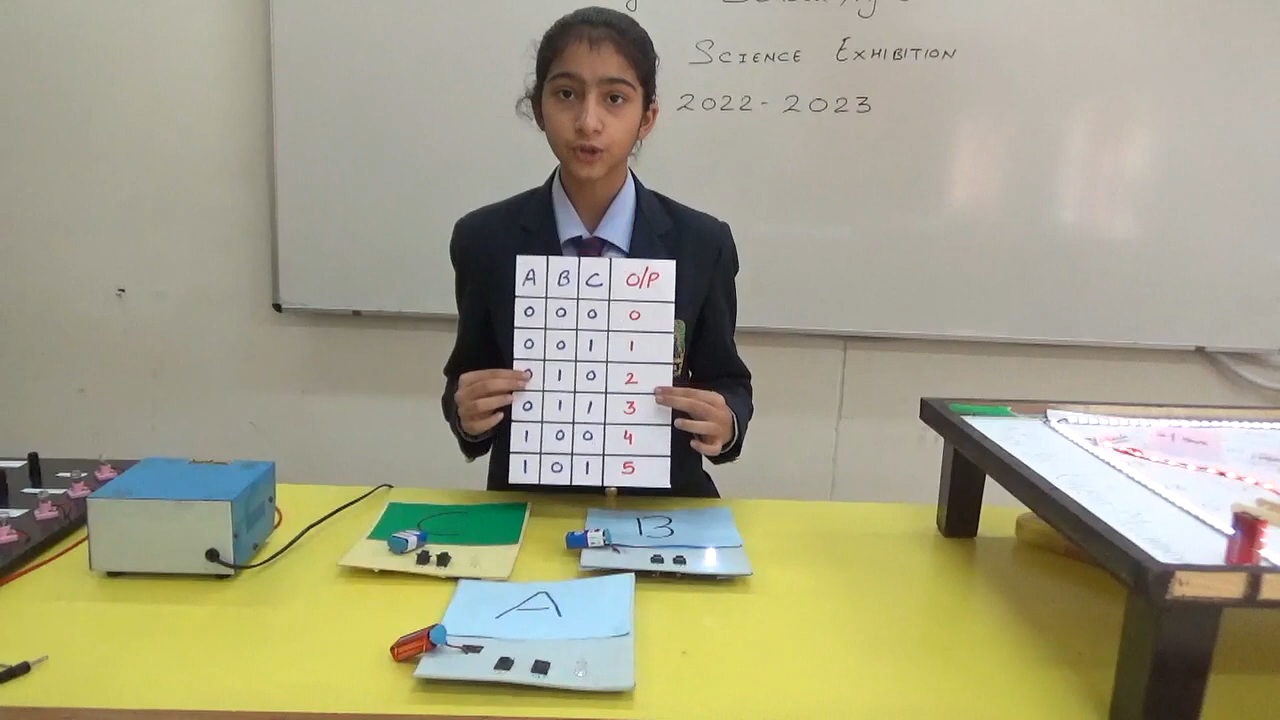 SCIENCE EXHIBITION
2022-2023
A B C O/P
0 0 0 0
0 0 1 1
0 1 0 2
0 1 1 3
1 0 0 4
1 0 1 5
C
B
A